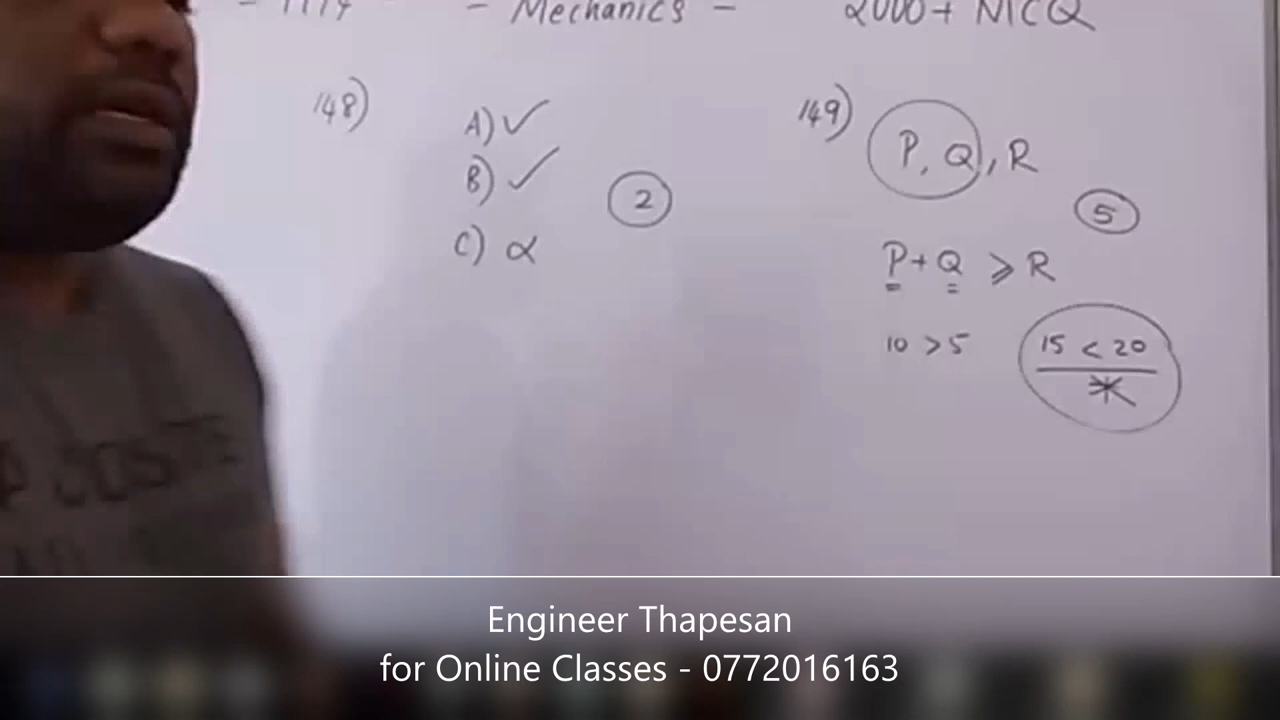 - Mechanics - 2000+ MCQ
148)
A) ✓
B) ✓
C) α
2
149)
P, Q, R
5
P+Q ⩾ R
10 > 5
15 < 20
Engineer Thapesan
for Online Classes - 0772016163